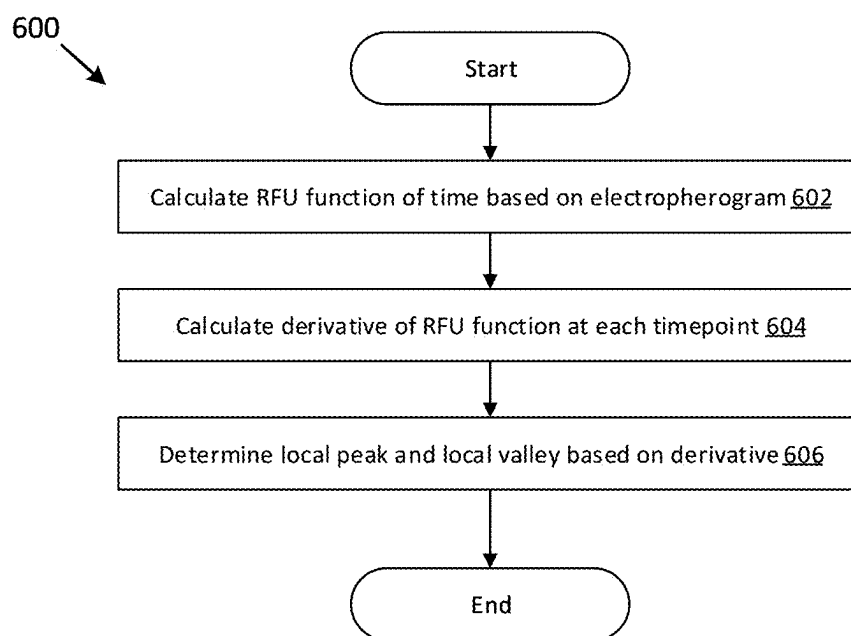 600
Start
Calculate RFU function of time based on electropherogram 602
Calculate derivative of RFU function at each timepoint 604
Determine local peak and local valley based on derivative 606
End